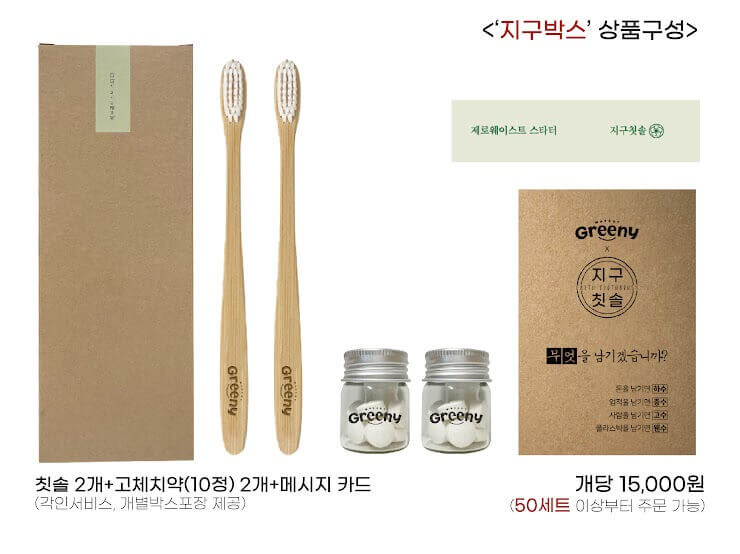 <'지구박스' 상품구성>
제로웨이스트 스타터 지구칫솔
Greeny
X
지구
칫솔
무엇을 남기겠습니까?
돈을 남기면 하수
업적을 남기면 중수
사람을 남기면 고수
플라스틱을 남기면 웬수
Greeny
Greeny
Greeny
Greeny
칫솔 2개+고체치약(10정) 2개+메시지 카드
(각인서비스, 개별박스포장 제공)
개당 15,000원
(50세트 이상부터 주문 가능)